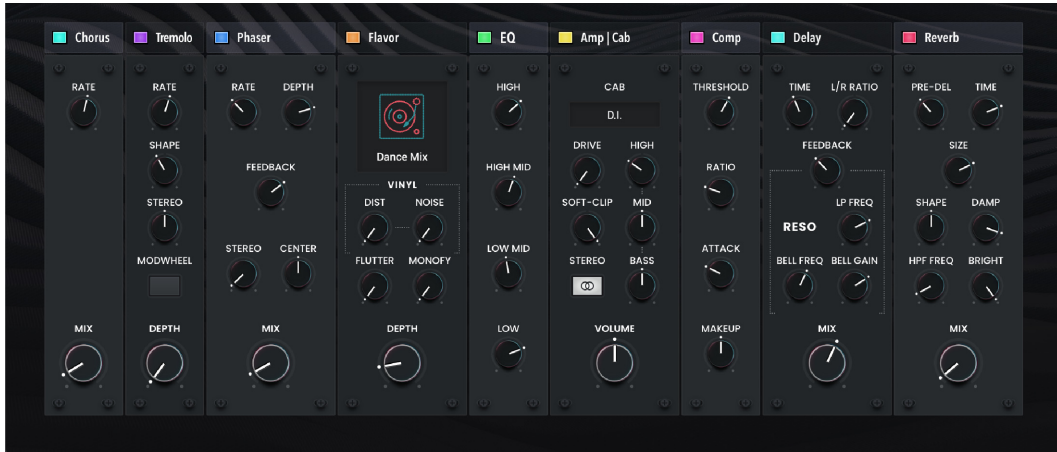 Chorus
Tremolo
Phaser
Flavor
EQ
Amp | Cab
Comp
Delay
Reverb
RATE
MIX
RATE
SHAPE
STEREO
MODWHEEL
DEPTH
RATE DEPTH
FEEDBACK
STEREO CENTER
MIX
Dance Mix
VINYL
DIST NOISE
FLUTTER MONOFY
DEPTH
HIGH
HIGH MID
LOW MID
LOW
CAB
D.I.
DRIVE HIGH
SOFT-CLIP MID
STEREO BASS
VOLUME
THRESHOLD
RATIO
ATTACK
MAKEUP
TIME L/R RATIO
FEEDBACK
LP FREQ
RESO
BELL FREQ BELL GAIN
MIX
PRE-DEL TIME
SIZE
SHAPE DAMP
HPF FREQ BRIGHT
MIX